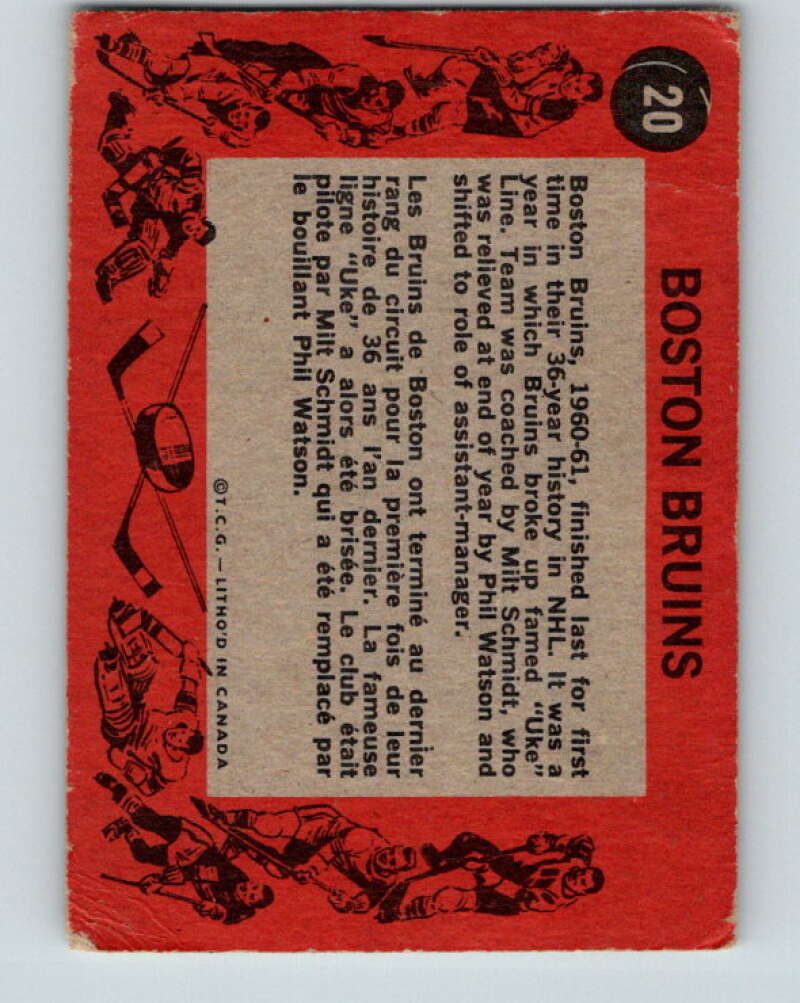 20
BOSTON BRUINS
Boston Bruins, 1960-61, finished last for first
time in their 36-year history in NHL. It was a
year in which Bruins broke up famed "Uke"
Line. Team was coached by Milt Schmidt, who
was relieved at end of year by Phil Watson and
shifted to role of assistant-manager.
Les Bruins de Boston ont terminé au dernier
rang du circuit pour la première fois de leur
histoire de 36 ans l'an dernier. La fameuse
ligne "Uke" a alors été brisée. Le club était
piloté par Milt Schmidt qui a été remplacé par
le bouillant Phil Watson.
©T.C.G. — LITHO'D IN CANADA